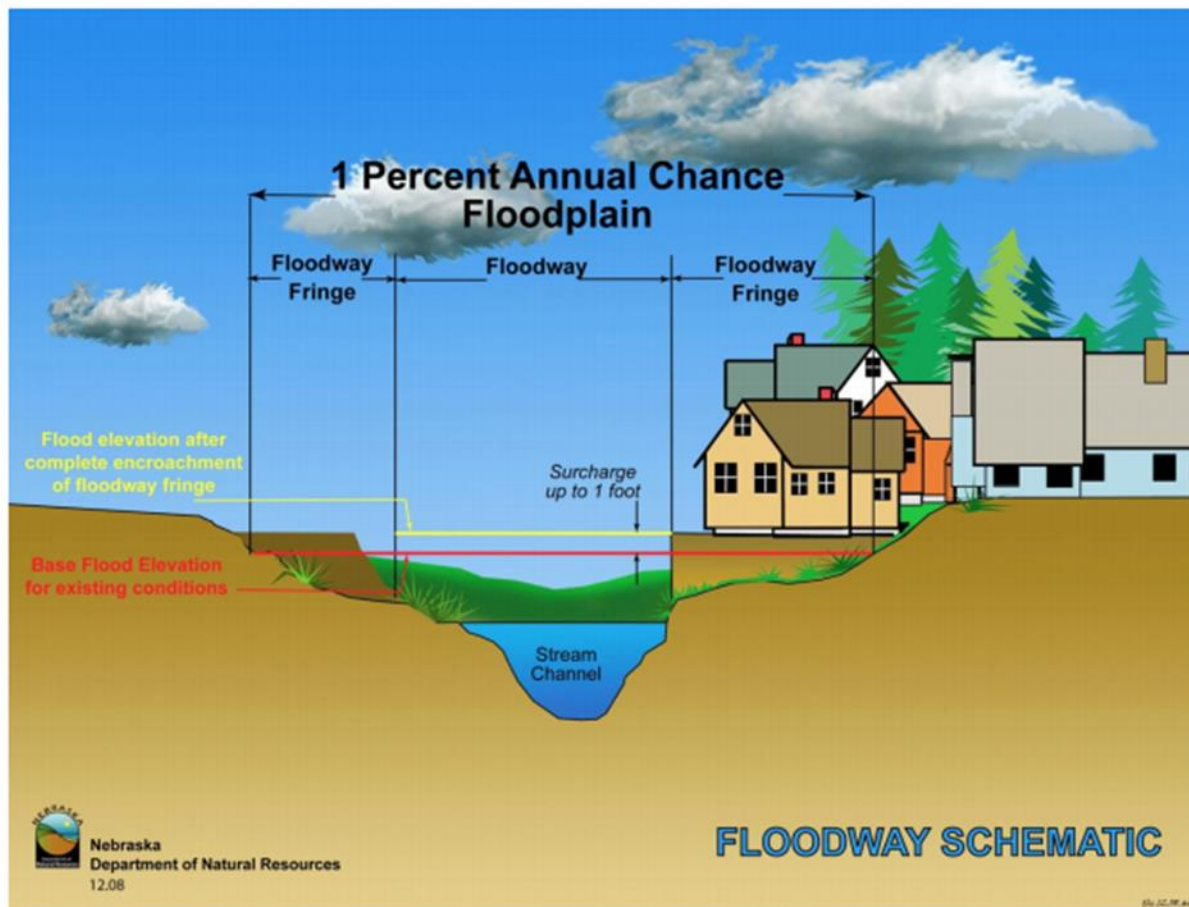 1 Percent Annual Chance
Floodplain
Floodway
Fringe
Floodway
Floodway
Fringe
Flood elevation after
complete encroachment
of floodway fringe
Surcharge
up to 1 foot
Base Flood Elevation
for existing conditions
Stream
Channel
NEBRASKA
Nebraska
Department of Natural Resources
12.08
FLOODWAY SCHEMATIC